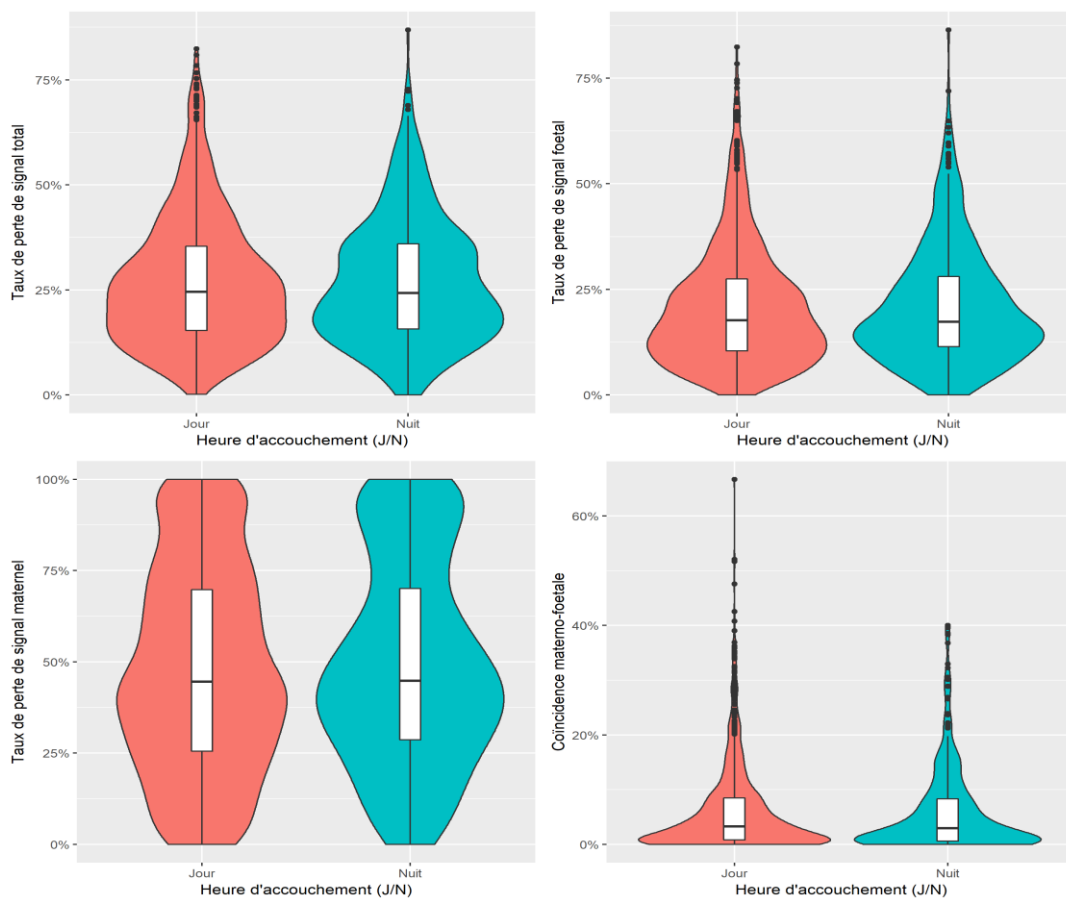 Taux de perte de signal total
75%
50%
25%
0%
Jour
Nuit
Heure d'accouchement (J/N)
Taux de perte de signal foetal
75%
50%
25%
0%
Jour
Nuit
Heure d'accouchement (J/N)
Taux de perte de signal maternel
100%
75%
50%
25%
0%
Jour
Nuit
Heure d'accouchement (J/N)
Coïncidence materno-foetale
60%
40%
20%
0%
Jour
Nuit
Heure d'accouchement (J/N)